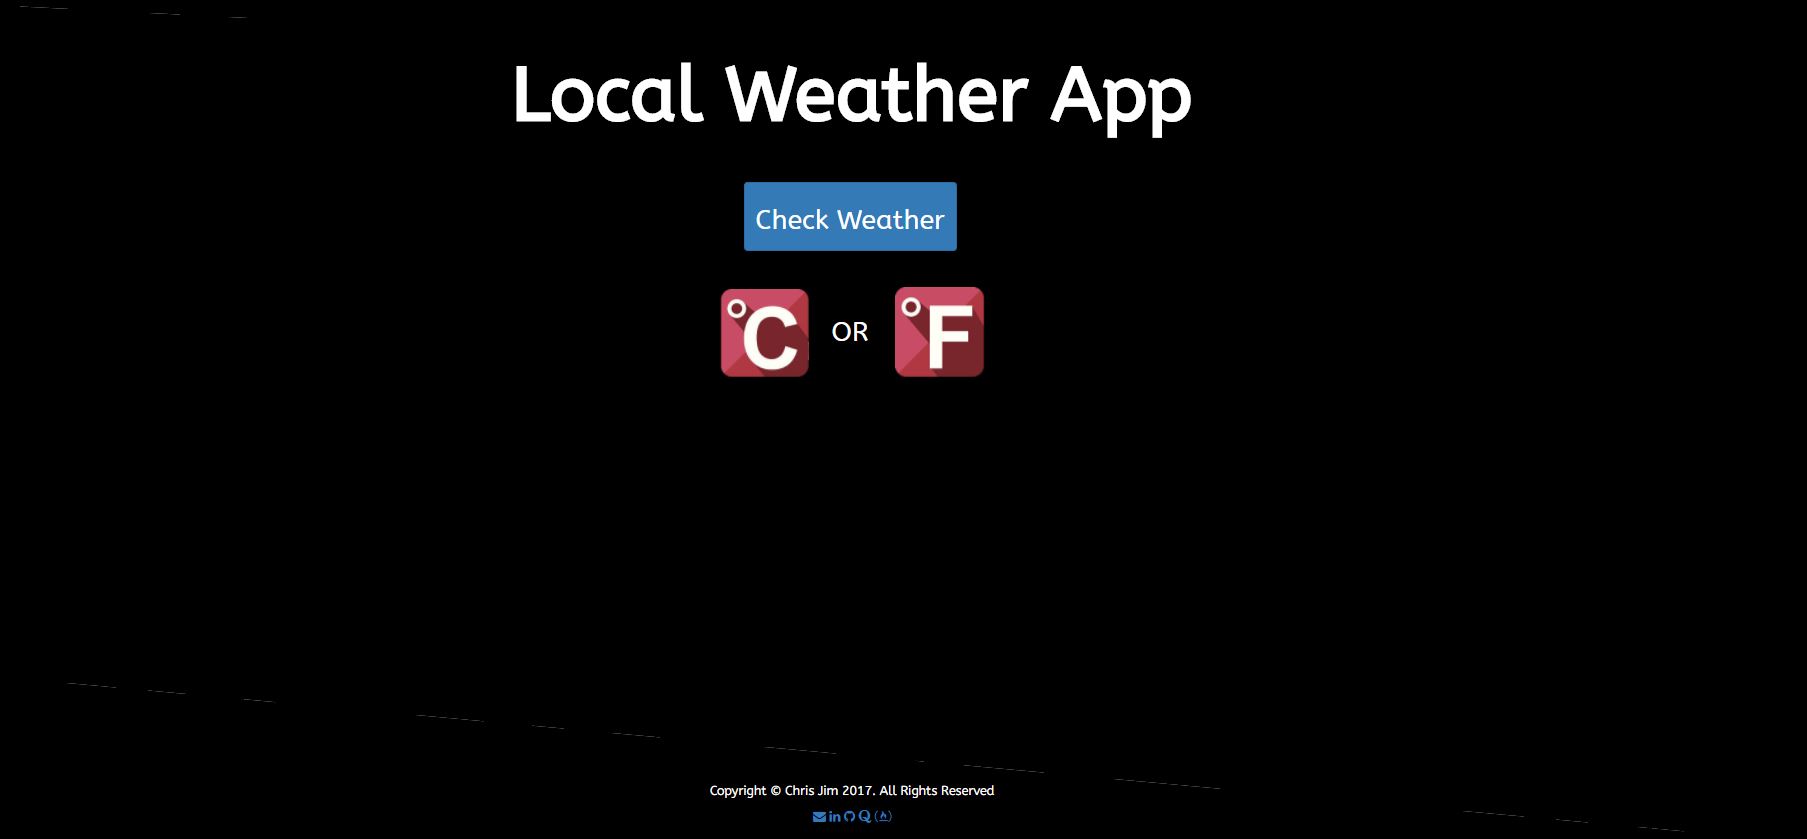 Local Weather App
Check Weather
°C OR °F
Copyright © Chris Jim 2017. All Rights Reserved